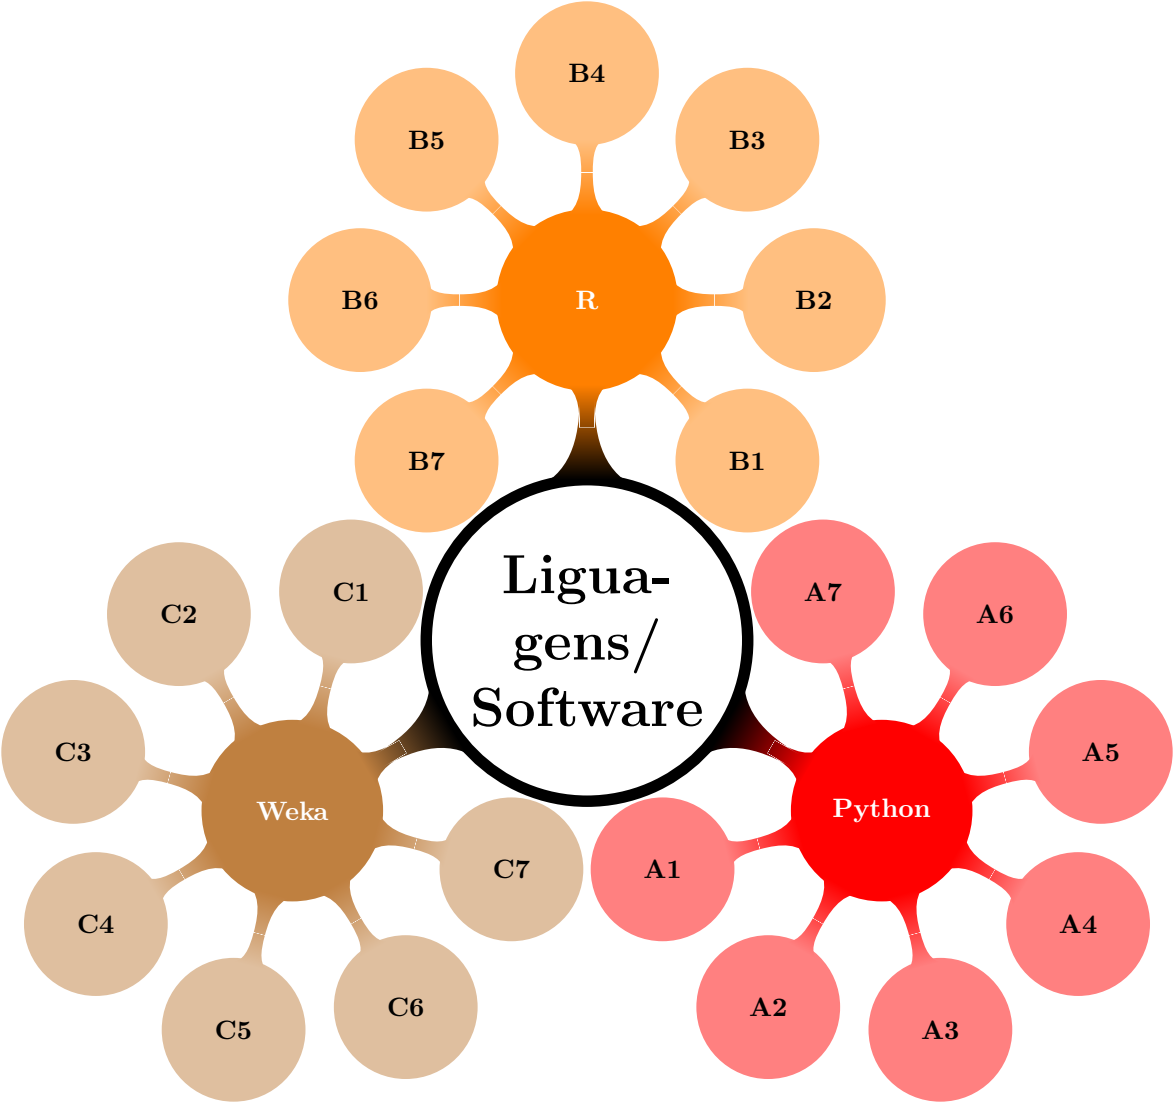 B4
B5
B3
B6
R
B2
B7
B1
Ligua-
gens/
Software
C1
A7
C2
A6
C3
A5
Weka
Python
C7
A1
C4
A4
C6
A2
C5
A3